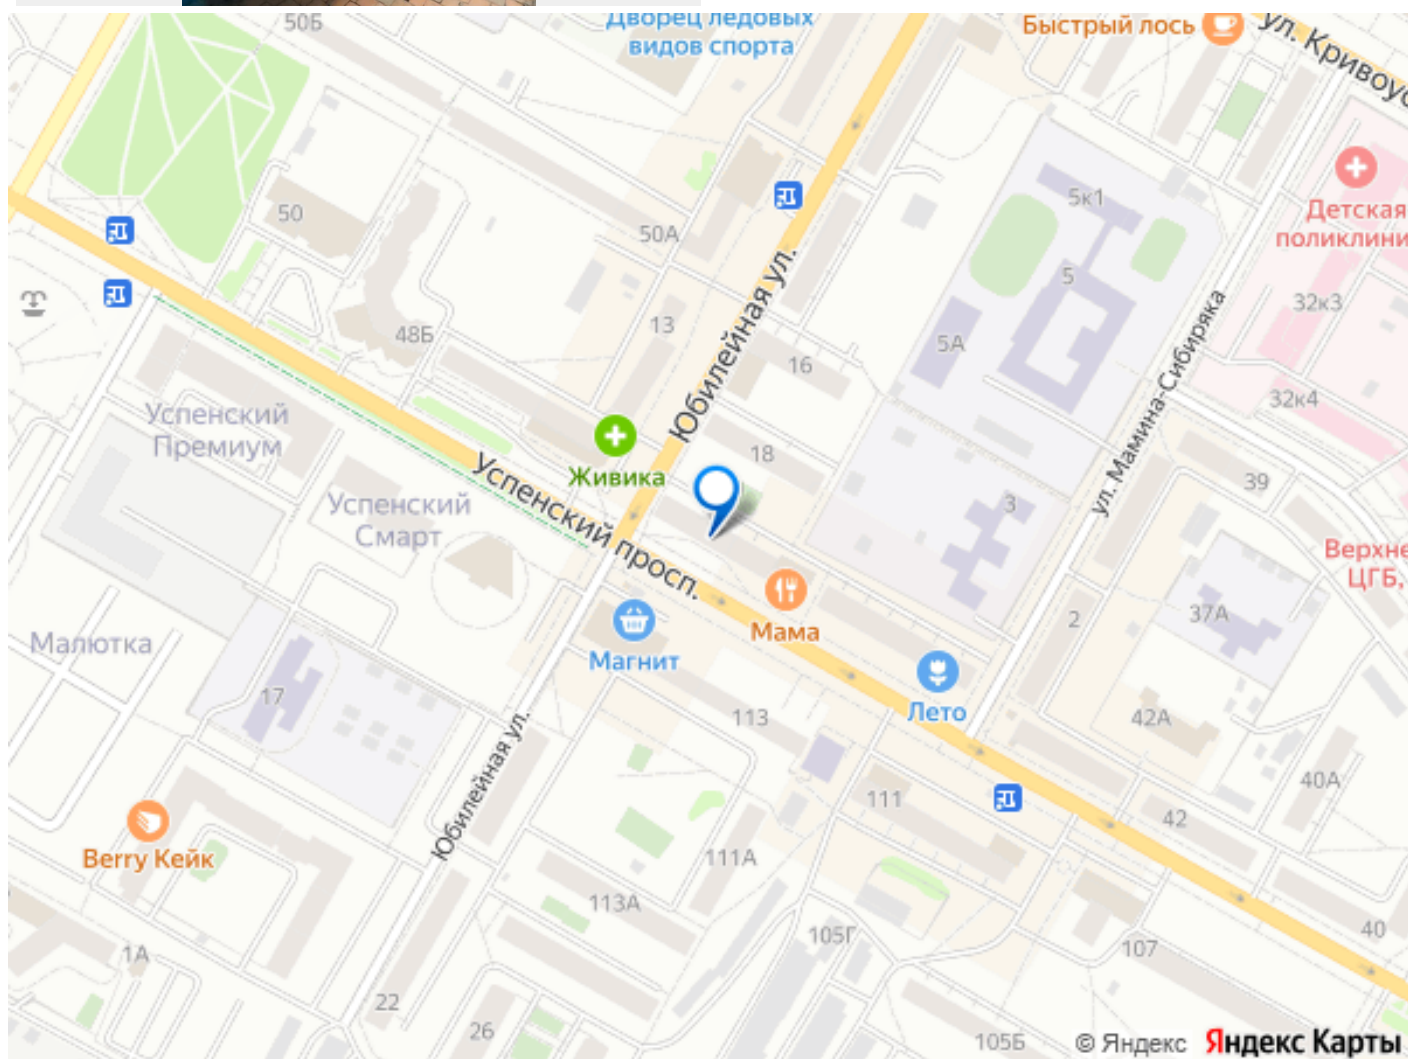 50Б
Дворец ледовых
видов спорта
Быстрый лось
ул. Кривоус
5к1
Детская
поликлини
50
50А
5
32к3
48Б
13
Юбилейная ул.
16
5А
ул. Мамина-Сибиряка
32к4
Успенский
Премиум
Живика
18
39
Успенский
Смарт
Успенский просп.
3
Верхне
ЦГБ,
Малютка
Магнит
Мама
2
37А
17
113
Лето
42А
Юбилейная ул.
111
40А
42
Berry Кейк
111А
113А
105Г
40
1А
107
22
26
105Б
© Яндекс Яндекс Карты